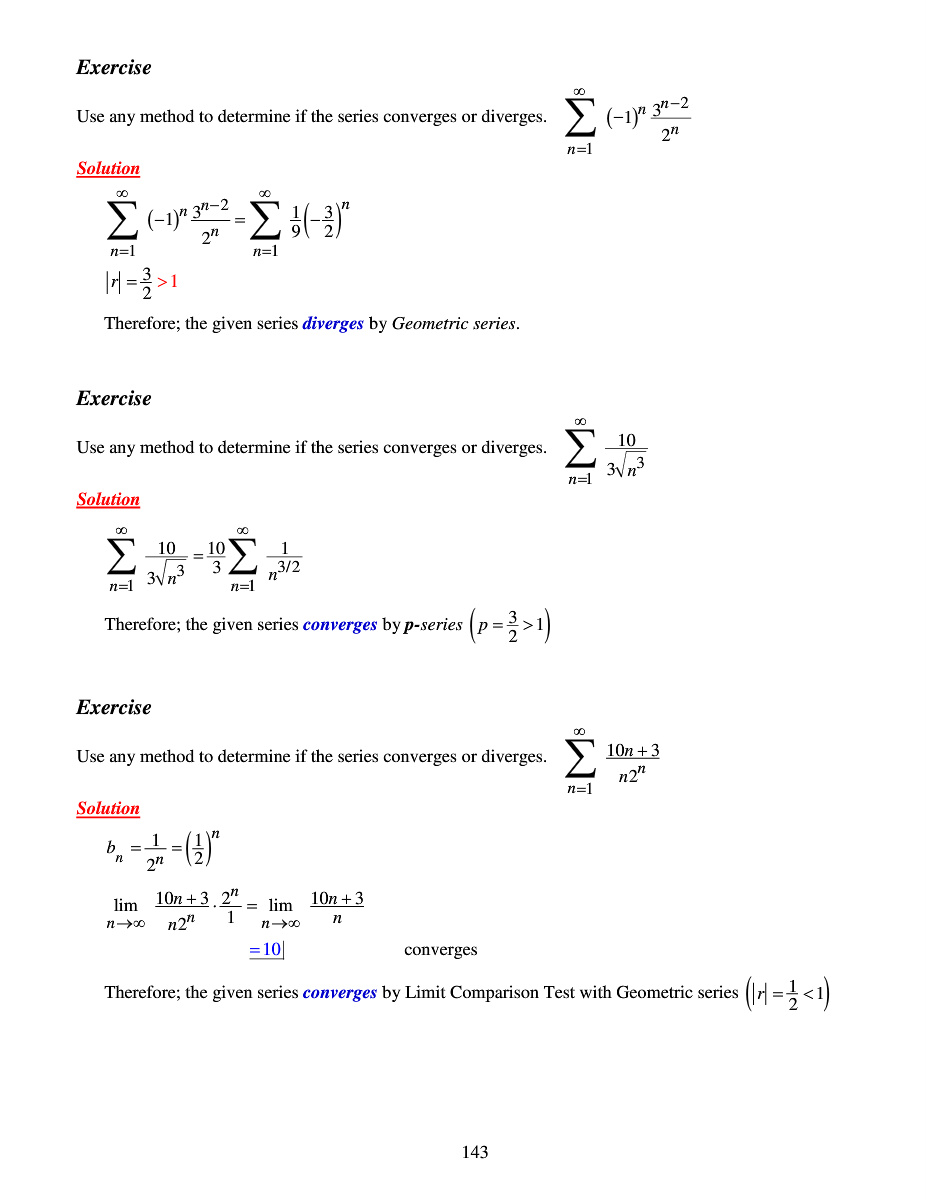 Exercise
Use any method to determine if the series converges or diverges. $\sum_{n=1}^{\infty} (-1)^n \frac{3^{n-2}}{2^n}$
Solution
$\sum_{n=1}^{\infty} (-1)^n \frac{3^{n-2}}{2^n} = \sum_{n=1}^{\infty} \frac{1}{9}\left(-\frac{3}{2}\right)^n$
$|r| = \frac{3}{2} > 1$
Therefore; the given series diverges by Geometric series.
Exercise
Use any method to determine if the series converges or diverges. $\sum_{n=1}^{\infty} \frac{10}{3\sqrt{n^3}}$
Solution
$\sum_{n=1}^{\infty} \frac{10}{3\sqrt{n^3}} = \frac{10}{3} \sum_{n=1}^{\infty} \frac{1}{n^{3/2}}$
Therefore; the given series converges by p-series $\left(p = \frac{3}{2} > 1\right)$
Exercise
Use any method to determine if the series converges or diverges. $\sum_{n=1}^{\infty} \frac{10n+3}{n2^n}$
Solution
$b_n = \frac{1}{2^n} = \left(\frac{1}{2}\right)^n$
$\lim_{n\to\infty} \frac{10n+3}{n2^n} \cdot \frac{2^n}{1} = \lim_{n\to\infty} \frac{10n+3}{n}$
$= 10|$ converges
Therefore; the given series converges by Limit Comparison Test with Geometric series $\left(|r| = \frac{1}{2} < 1\right)$
143